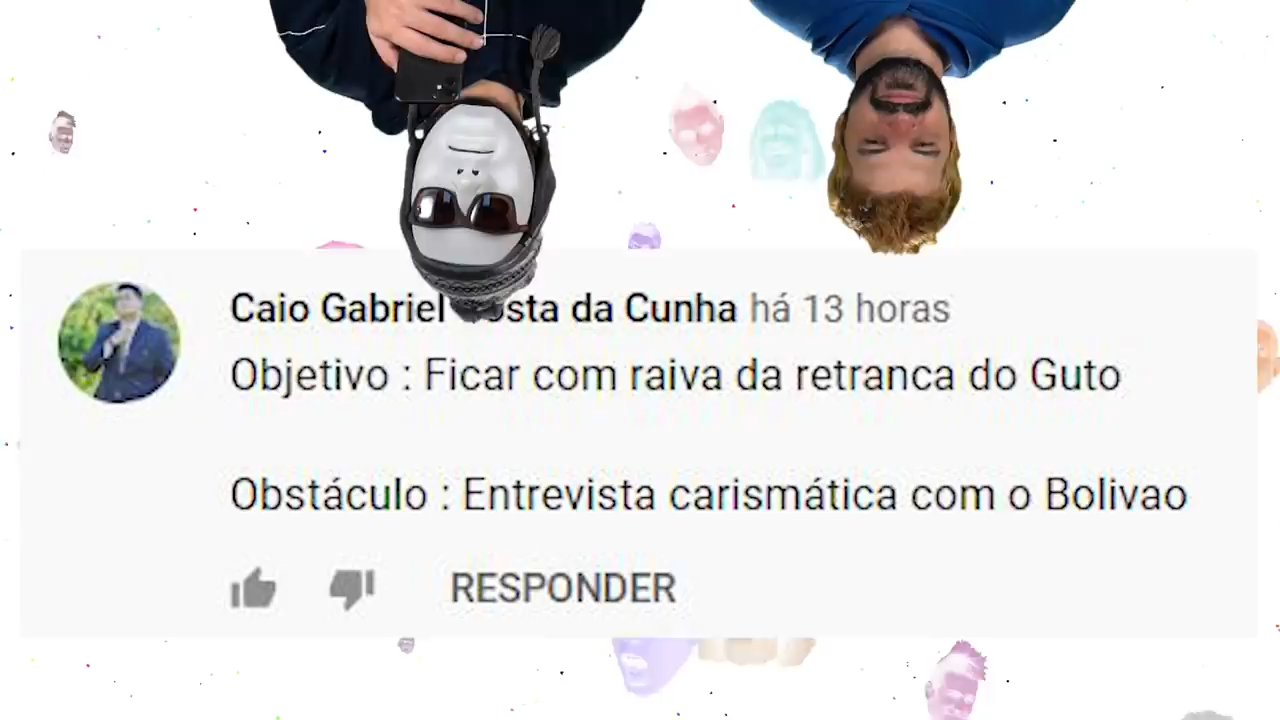 Caio Gabriel osta da Cunha há 13 horas
Objetivo : Ficar com raiva da retranca do Guto
Obstáculo : Entrevista carismática com o Bolivao
RESPONDER